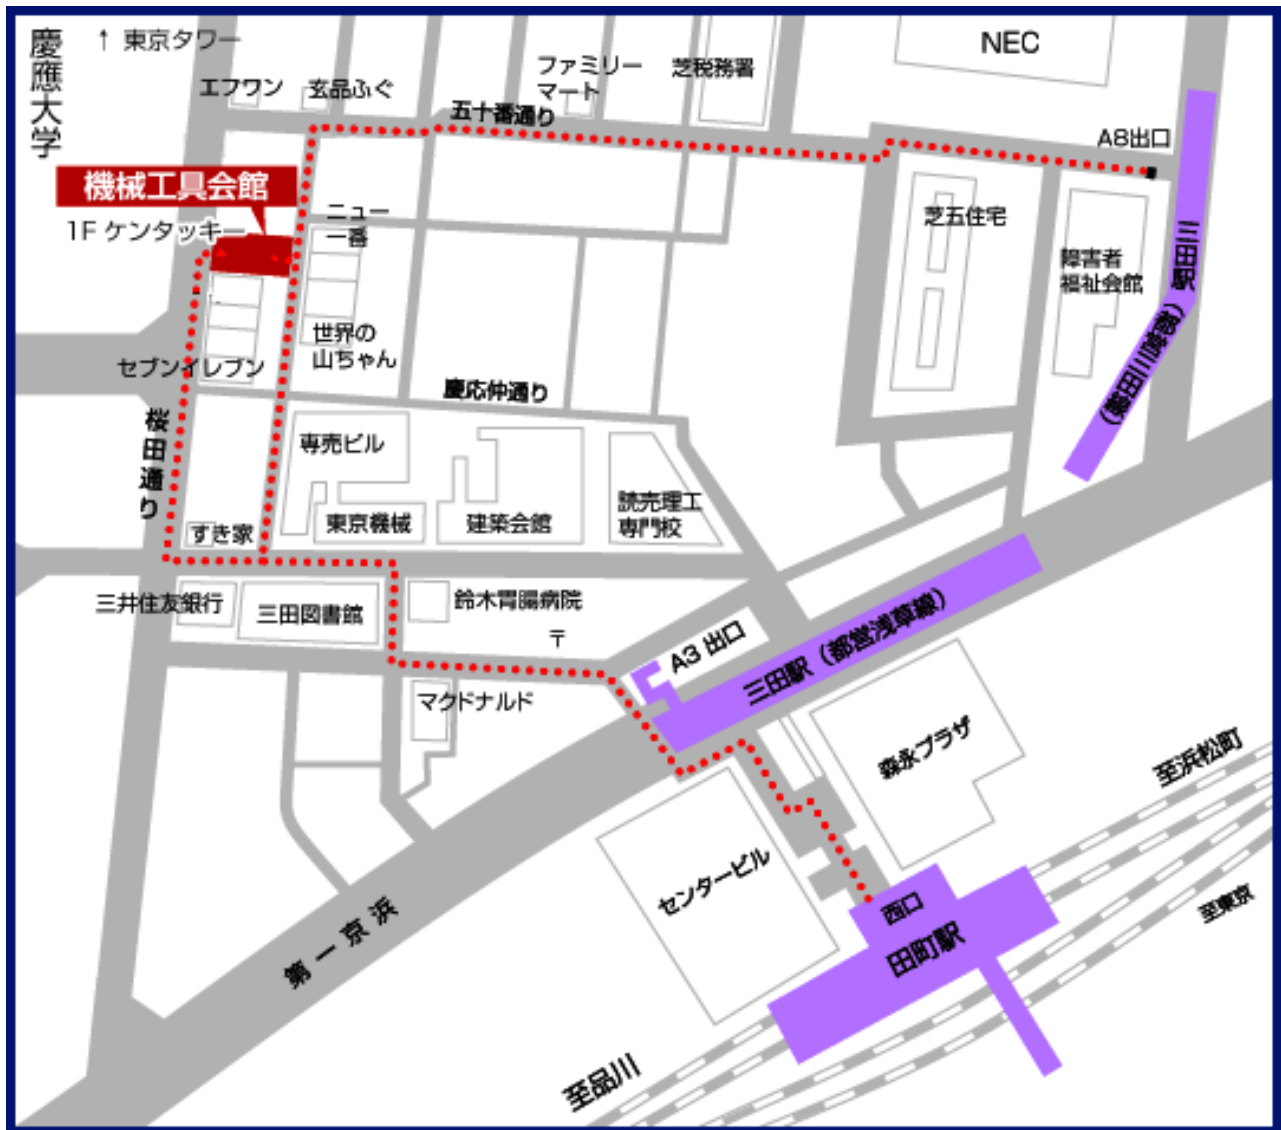 慶應大学
↑ 東京タワー
NEC
ファミリー
マート
芝税務署
エフワン
玄品ふぐ
五十番通り
A8出口
機械工具会館
1F ケンタッキー
ニュー
一番
芝五住宅
三田駅（都営三田線）
障害者
福祉会館
世界の
山ちゃん
セブンイレブン
慶応仲通り
桜田通り
専売ビル
東京機械
建築会館
読売理工
専門校
すき家
三井住友銀行
三田図書館
鈴木胃腸病院
〒
A3 出口
三田駅（都営浅草線）
マクドナルド
森永プラザ
至浜松町
センタービル
西口
田町駅
至東京
第一京浜
至品川